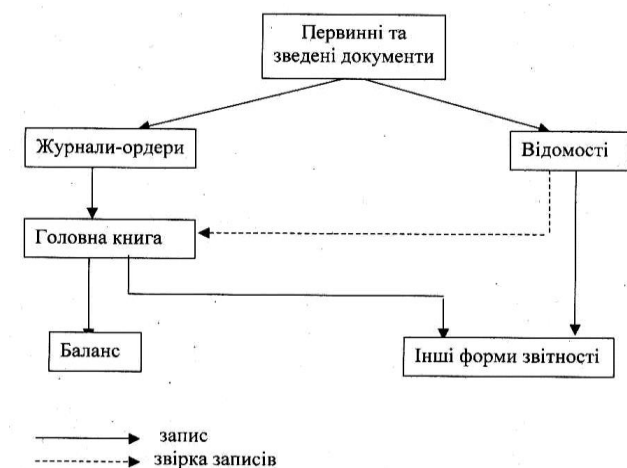 Первинні та
зведені документи
Журнали-ордери
Відомості
Головна книга
Баланс
Інші форми звітності
запис
звірка записів